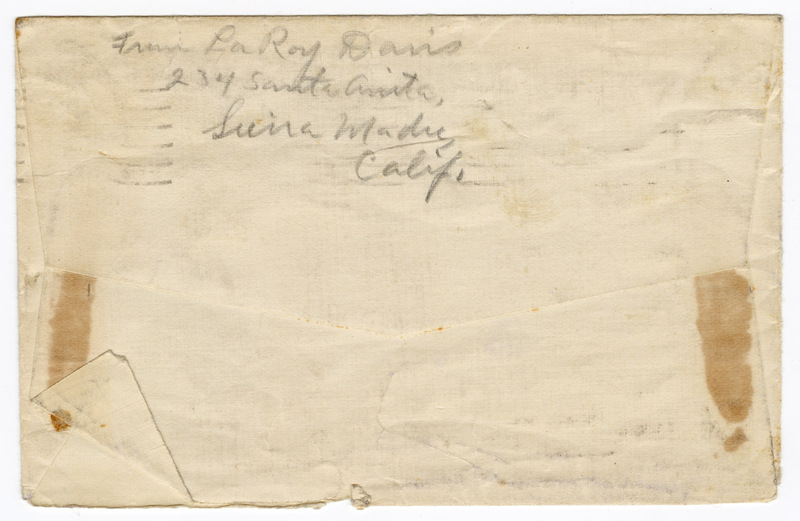 From LaRoy Davis
234 Santa Anita,
Sierra Madre
Calif.